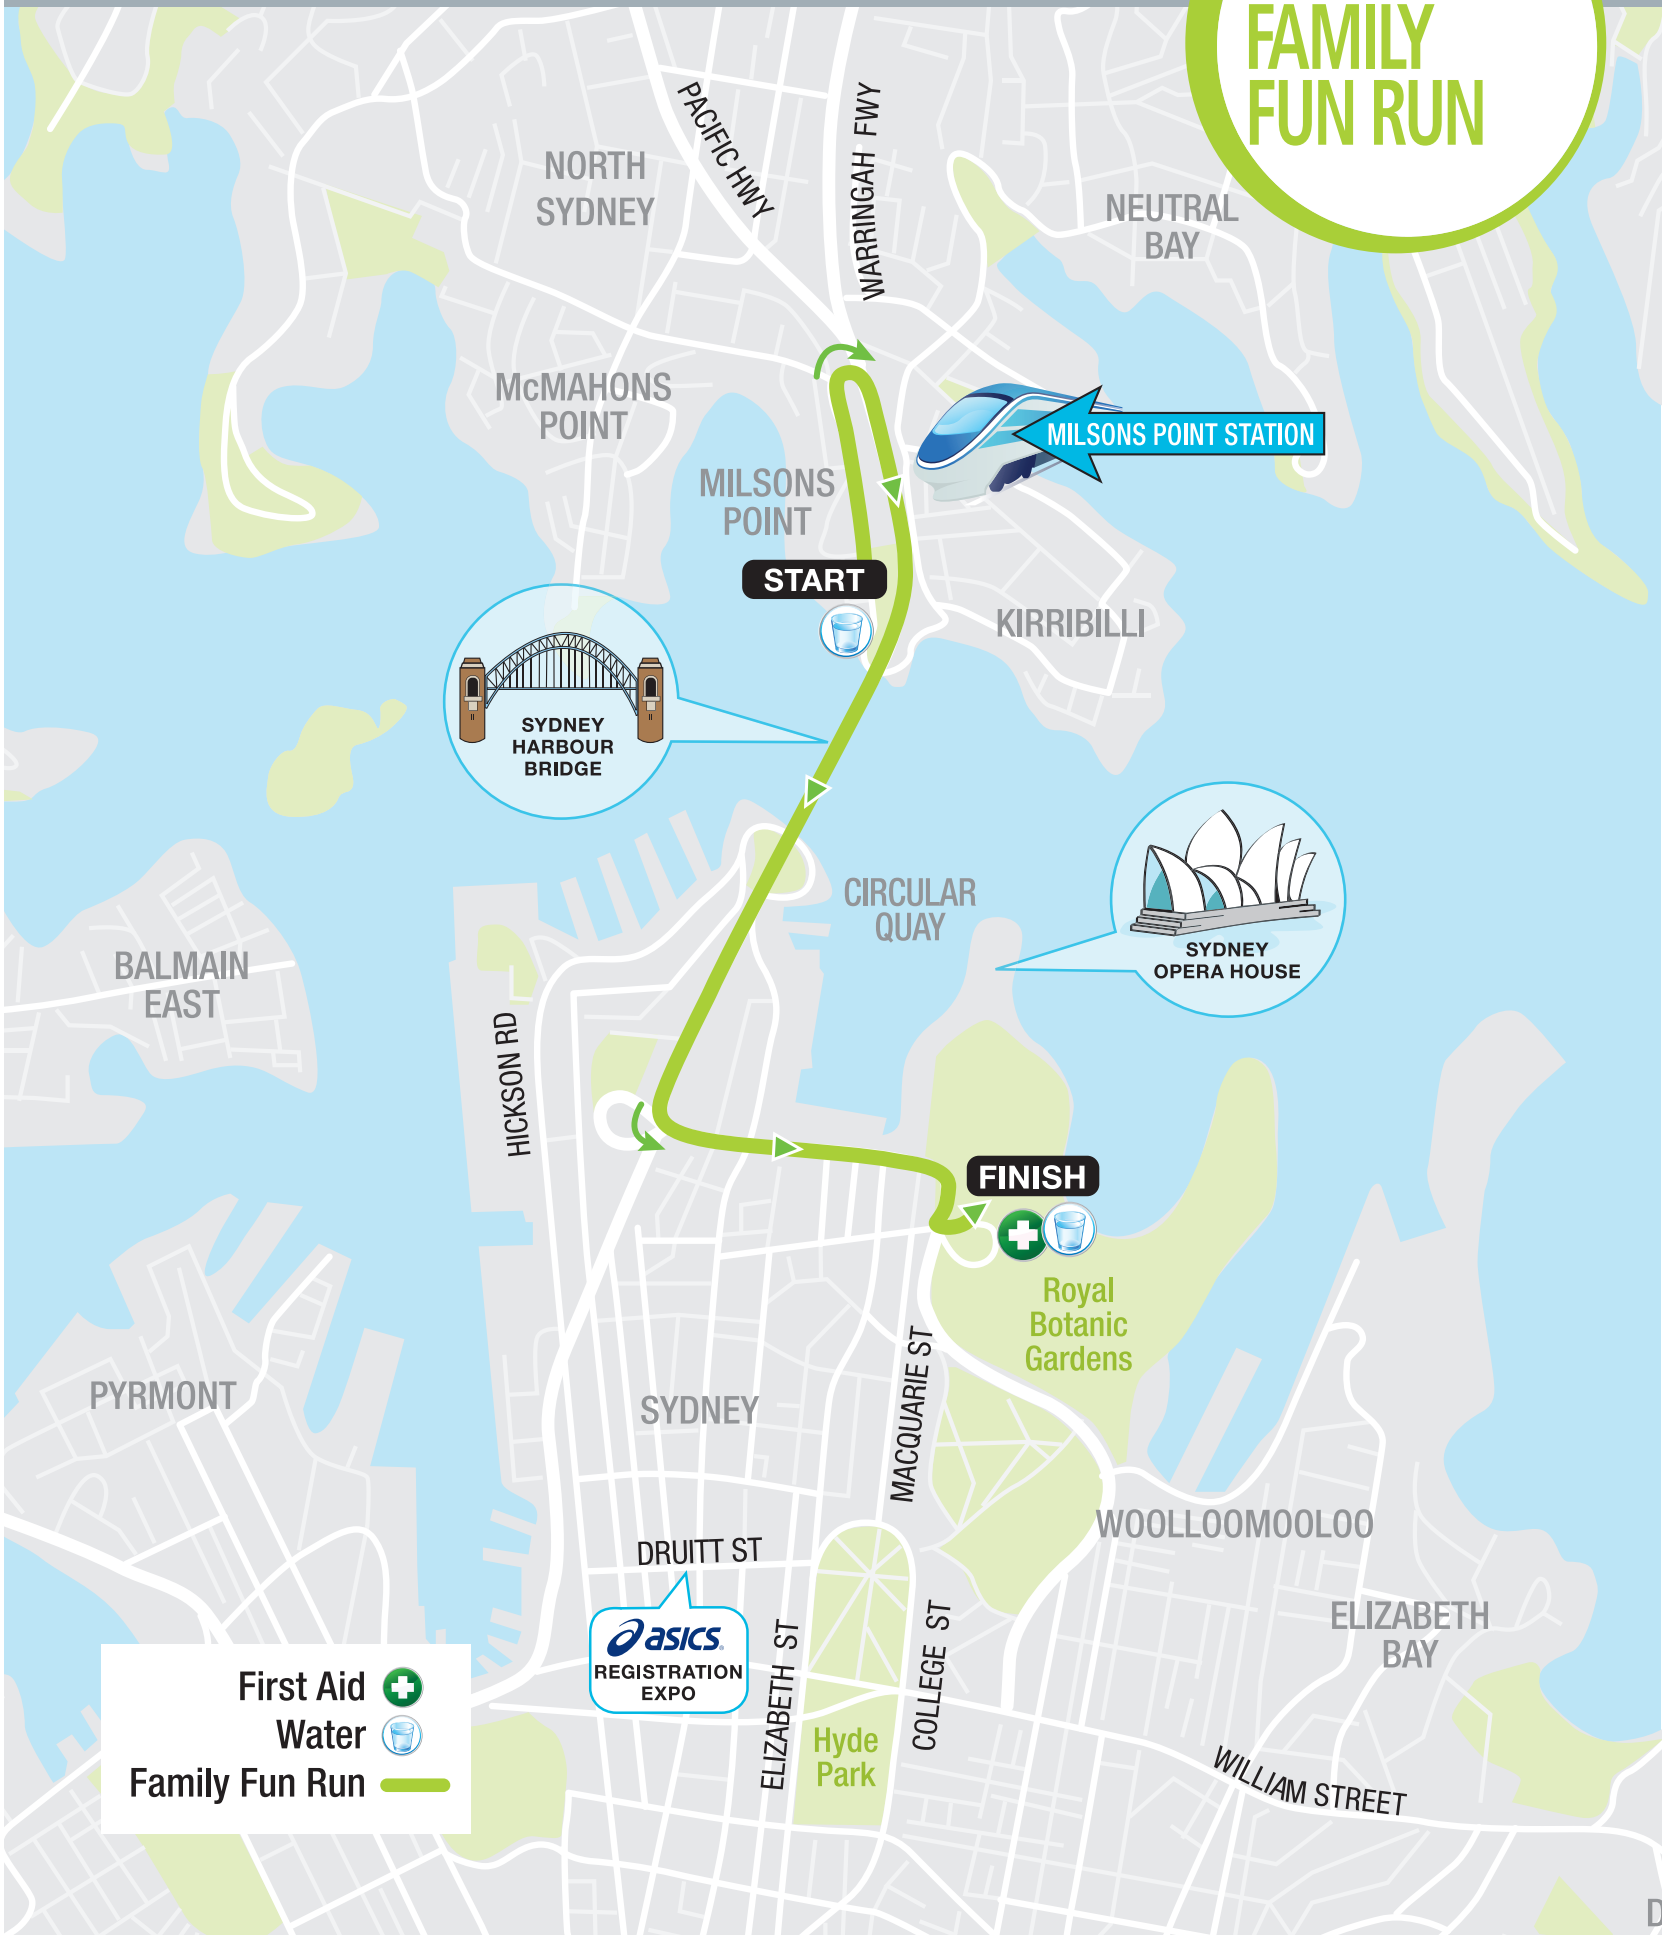 FAMILY
FUN RUN
PACIFIC HWY
WARRINGAH FWY
NORTH
SYDNEY
NEUTRAL
BAY
McMAHONS
POINT
MILSONS POINT STATION
MILSONS
POINT
START
KIRRIBILLI
SYDNEY
HARBOUR
BRIDGE
CIRCULAR
QUAY
SYDNEY
OPERA HOUSE
BALMAIN
EAST
HICKSON RD
FINISH
Royal
Botanic
Gardens
MACQUARIE ST
PYRMONT
SYDNEY
WOOLLOOMOOLOO
DRUITT ST
asics
REGISTRATION
EXPO
ELIZABETH ST
COLLEGE ST
ELIZABETH
BAY
Hyde
Park
WILLIAM STREET
First Aid
Water
Family Fun Run
D